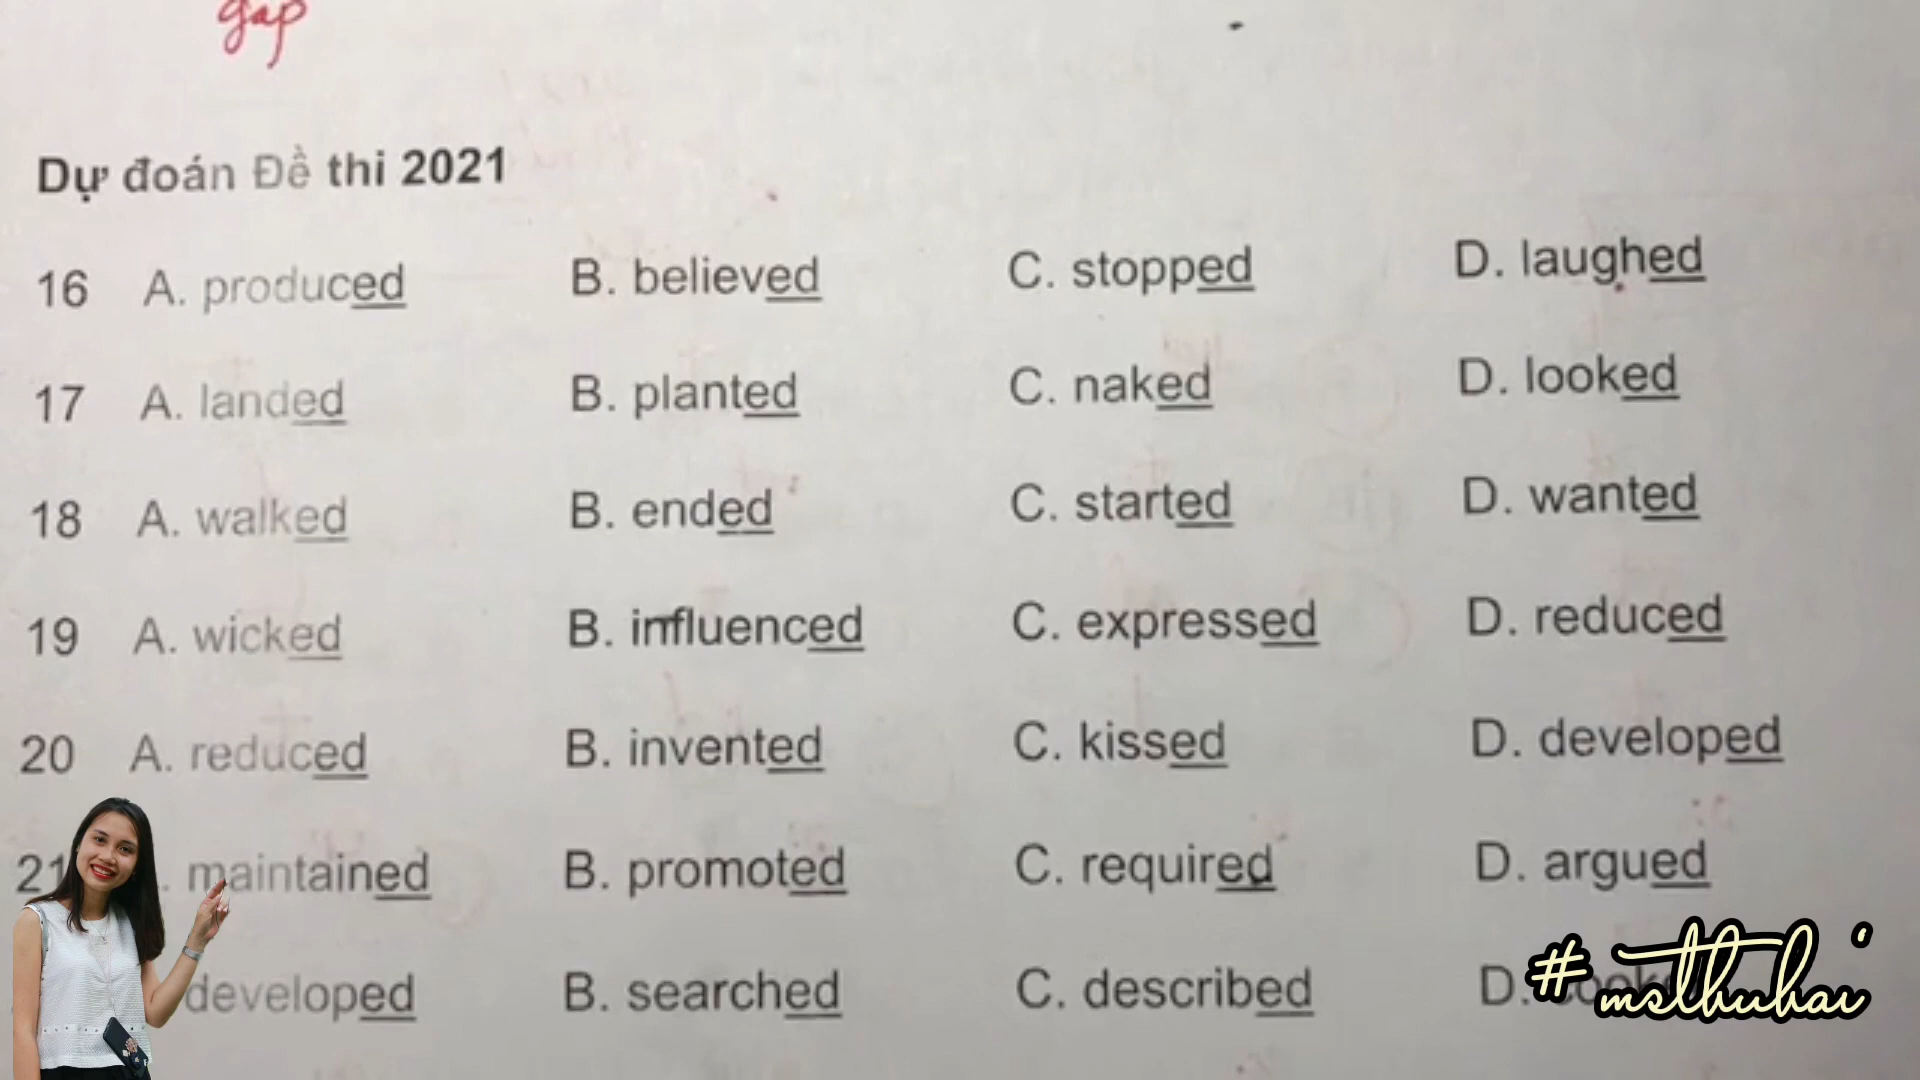 gap
Dự đoán Đề thi 2021
16 A. produced B. believed C. stopped D. laughed
17 A. landed B. planted C. naked D. looked
18 A. walked B. ended C. started D. wanted
19 A. wicked B. influenced C. expressed D. reduced
20 A. reduced B. invented C. kissed D. developed
21 . maintained B. promoted C. required D. argued
developed B. searched C. described D.
#msthuhai